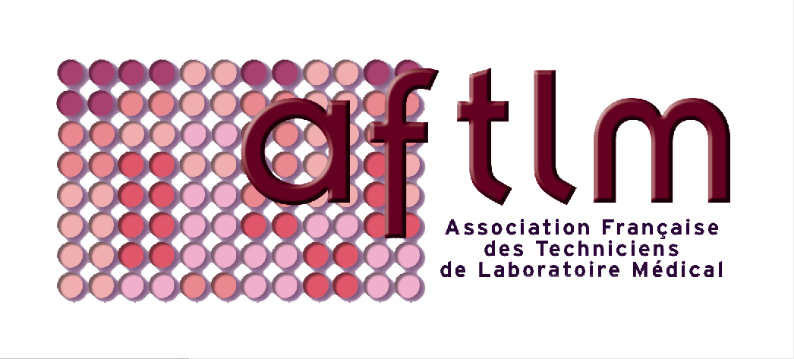 aftlm
Association Française
des Techniciens
de Laboratoire Médical